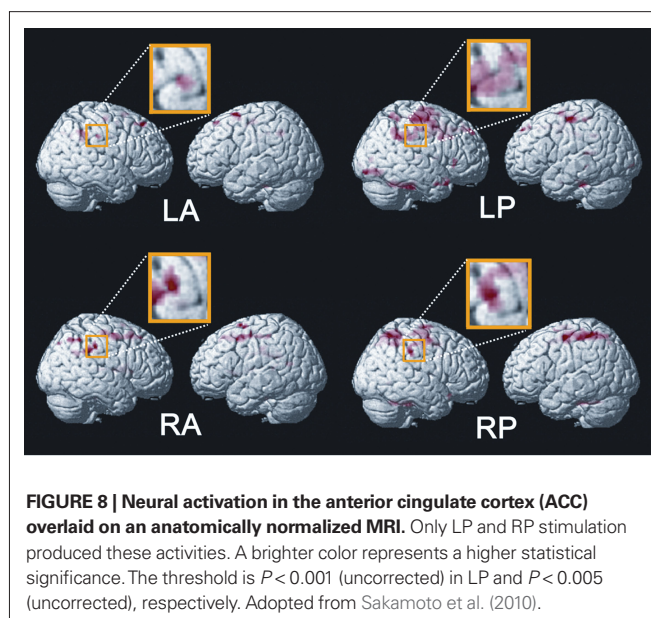 LA
LP
RA
RP
FIGURE 8 | Neural activation in the anterior cingulate cortex (ACC)
overlaid on an anatomically normalized MRI. Only LP and RP stimulation
produced these activities. A brighter color represents a higher statistical
significance. The threshold is P < 0.001 (uncorrected) in LP and P < 0.005
(uncorrected), respectively. Adopted from Sakamoto et al. (2010).